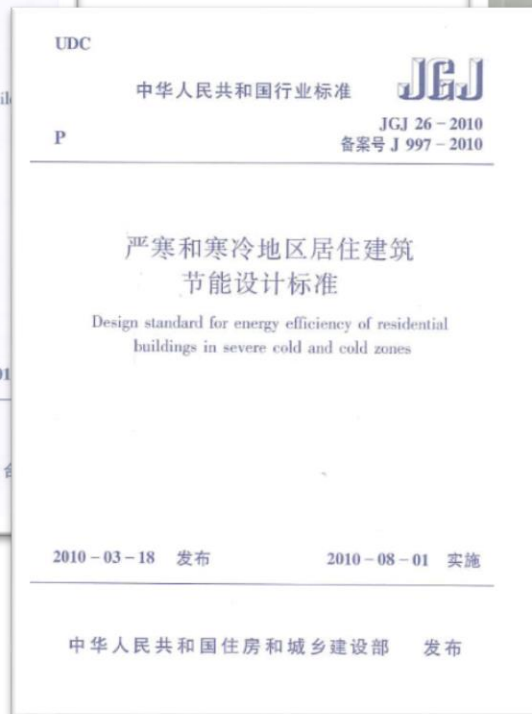 UDC
中华人民共和国行业标准
JGJ
JGJ 26-2010
P
备案号 J 997-2010
严寒和寒冷地区居住建筑
节能设计标准
Design standard for energy efficiency of residential
buildings in severe cold and cold zones
2010-03-18 发布
2010-08-01 实施
中华人民共和国住房和城乡建设部 发布